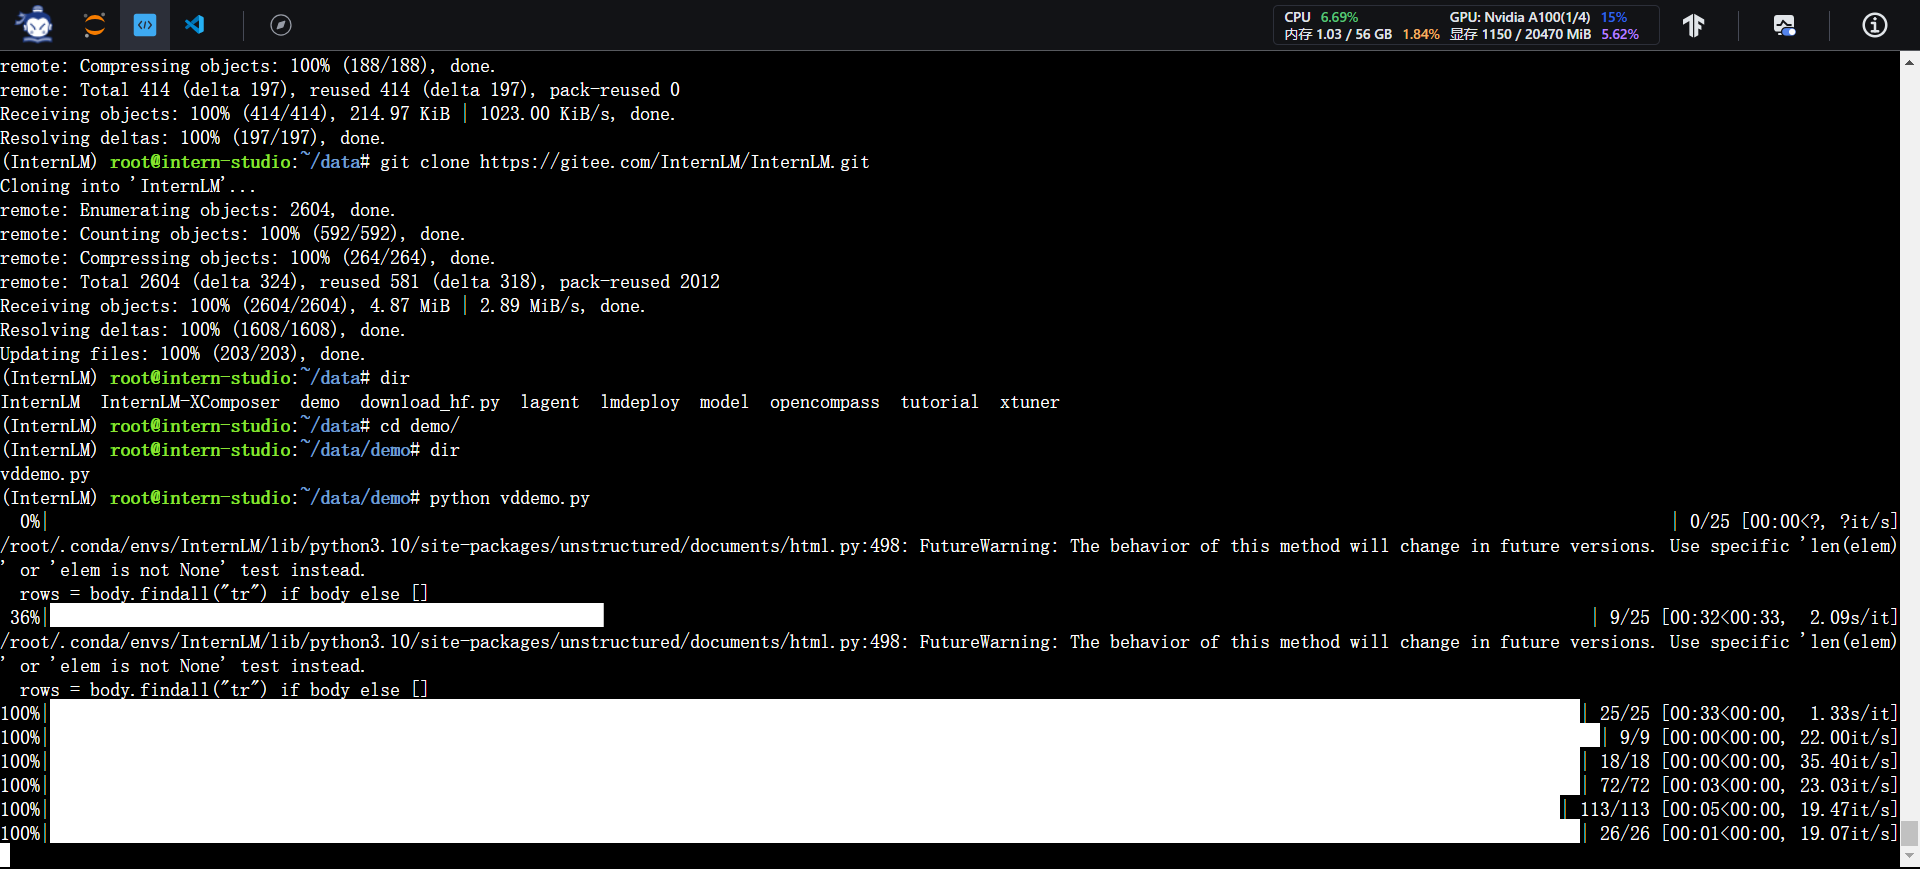 CPU 6.69% GPU: Nvidia A100(1/4) 15%
内存 1.03 / 56 GB 1.84% 显存 1150 / 20470 MiB 5.62%
remote: Compressing objects: 100% (188/188), done.
remote: Total 414 (delta 197), reused 414 (delta 197), pack-reused 0
Receiving objects: 100% (414/414), 214.97 KiB | 1023.00 KiB/s, done.
Resolving deltas: 100% (197/197), done.
(InternLM) root@intern-studio:~/data# git clone https://gitee.com/InternLM/InternLM.git
Cloning into 'InternLM'...
remote: Enumerating objects: 2604, done.
remote: Counting objects: 100% (592/592), done.
remote: Compressing objects: 100% (264/264), done.
remote: Total 2604 (delta 324), reused 581 (delta 318), pack-reused 2012
Receiving objects: 100% (2604/2604), 4.87 MiB | 2.89 MiB/s, done.
Resolving deltas: 100% (1608/1608), done.
Updating files: 100% (203/203), done.
(InternLM) root@intern-studio:~/data# dir
InternLM InternLM-XComposer demo download_hf.py lagent lmdeploy model opencompass tutorial xtuner
(InternLM) root@intern-studio:~/data# cd demo/
(InternLM) root@intern-studio:~/data/demo# dir
vddemo.py
(InternLM) root@intern-studio:~/data/demo# python vddemo.py
0%| | 0/25 [00:00<?, ?it/s]
/root/.conda/envs/InternLM/lib/python3.10/site-packages/unstructured/documents/html.py:498: FutureWarning: The behavior of this method will change in future versions. Use specific 'len(elem)
' or 'elem is not None' test instead.
rows = body.findall("tr") if body else []
36%| | 9/25 [00:32<00:33, 2.09s/it]
/root/.conda/envs/InternLM/lib/python3.10/site-packages/unstructured/documents/html.py:498: FutureWarning: The behavior of this method will change in future versions. Use specific 'len(elem)
' or 'elem is not None' test instead.
rows = body.findall("tr") if body else []
100%| | 25/25 [00:33<00:00, 1.33s/it]
100%| | 9/9 [00:00<00:00, 22.00it/s]
100%| | 18/18 [00:00<00:00, 35.40it/s]
100%| | 72/72 [00:03<00:00, 23.03it/s]
100%| | 113/113 [00:05<00:00, 19.47it/s]
100%| | 26/26 [00:01<00:00, 19.07it/s]